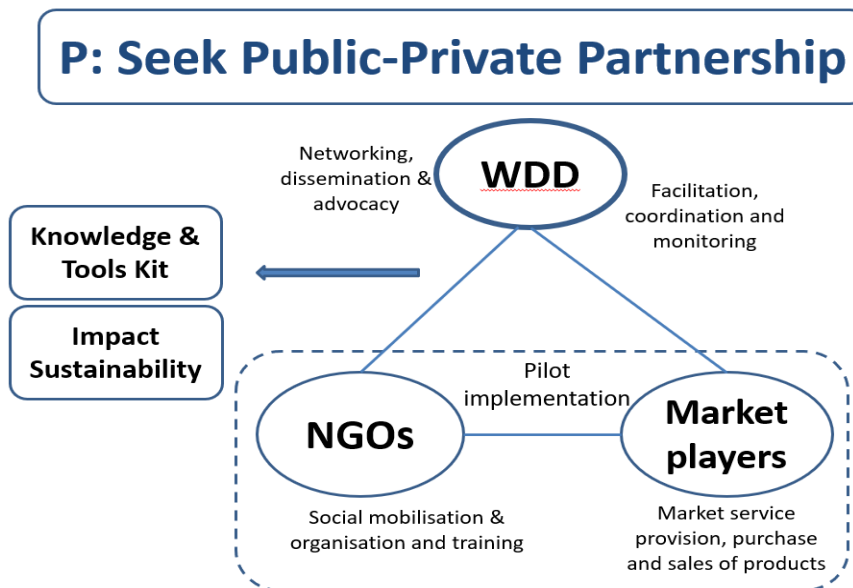 P: Seek Public-Private Partnership
Networking,
dissemination &
advocacy
WDD
Facilitation,
coordination and
monitoring
Knowledge &
Tools Kit
Impact
Sustainability
Pilot
implementation
NGOs
Market
players
Social mobilisation &
organisation and training
Market service
provision, purchase
and sales of products